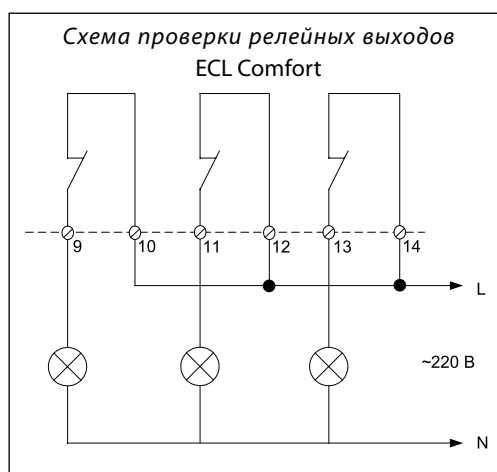 Схема проверки релейных выходов
ECL Comfort
9 10 11 12 13 14
L
~220 В
N